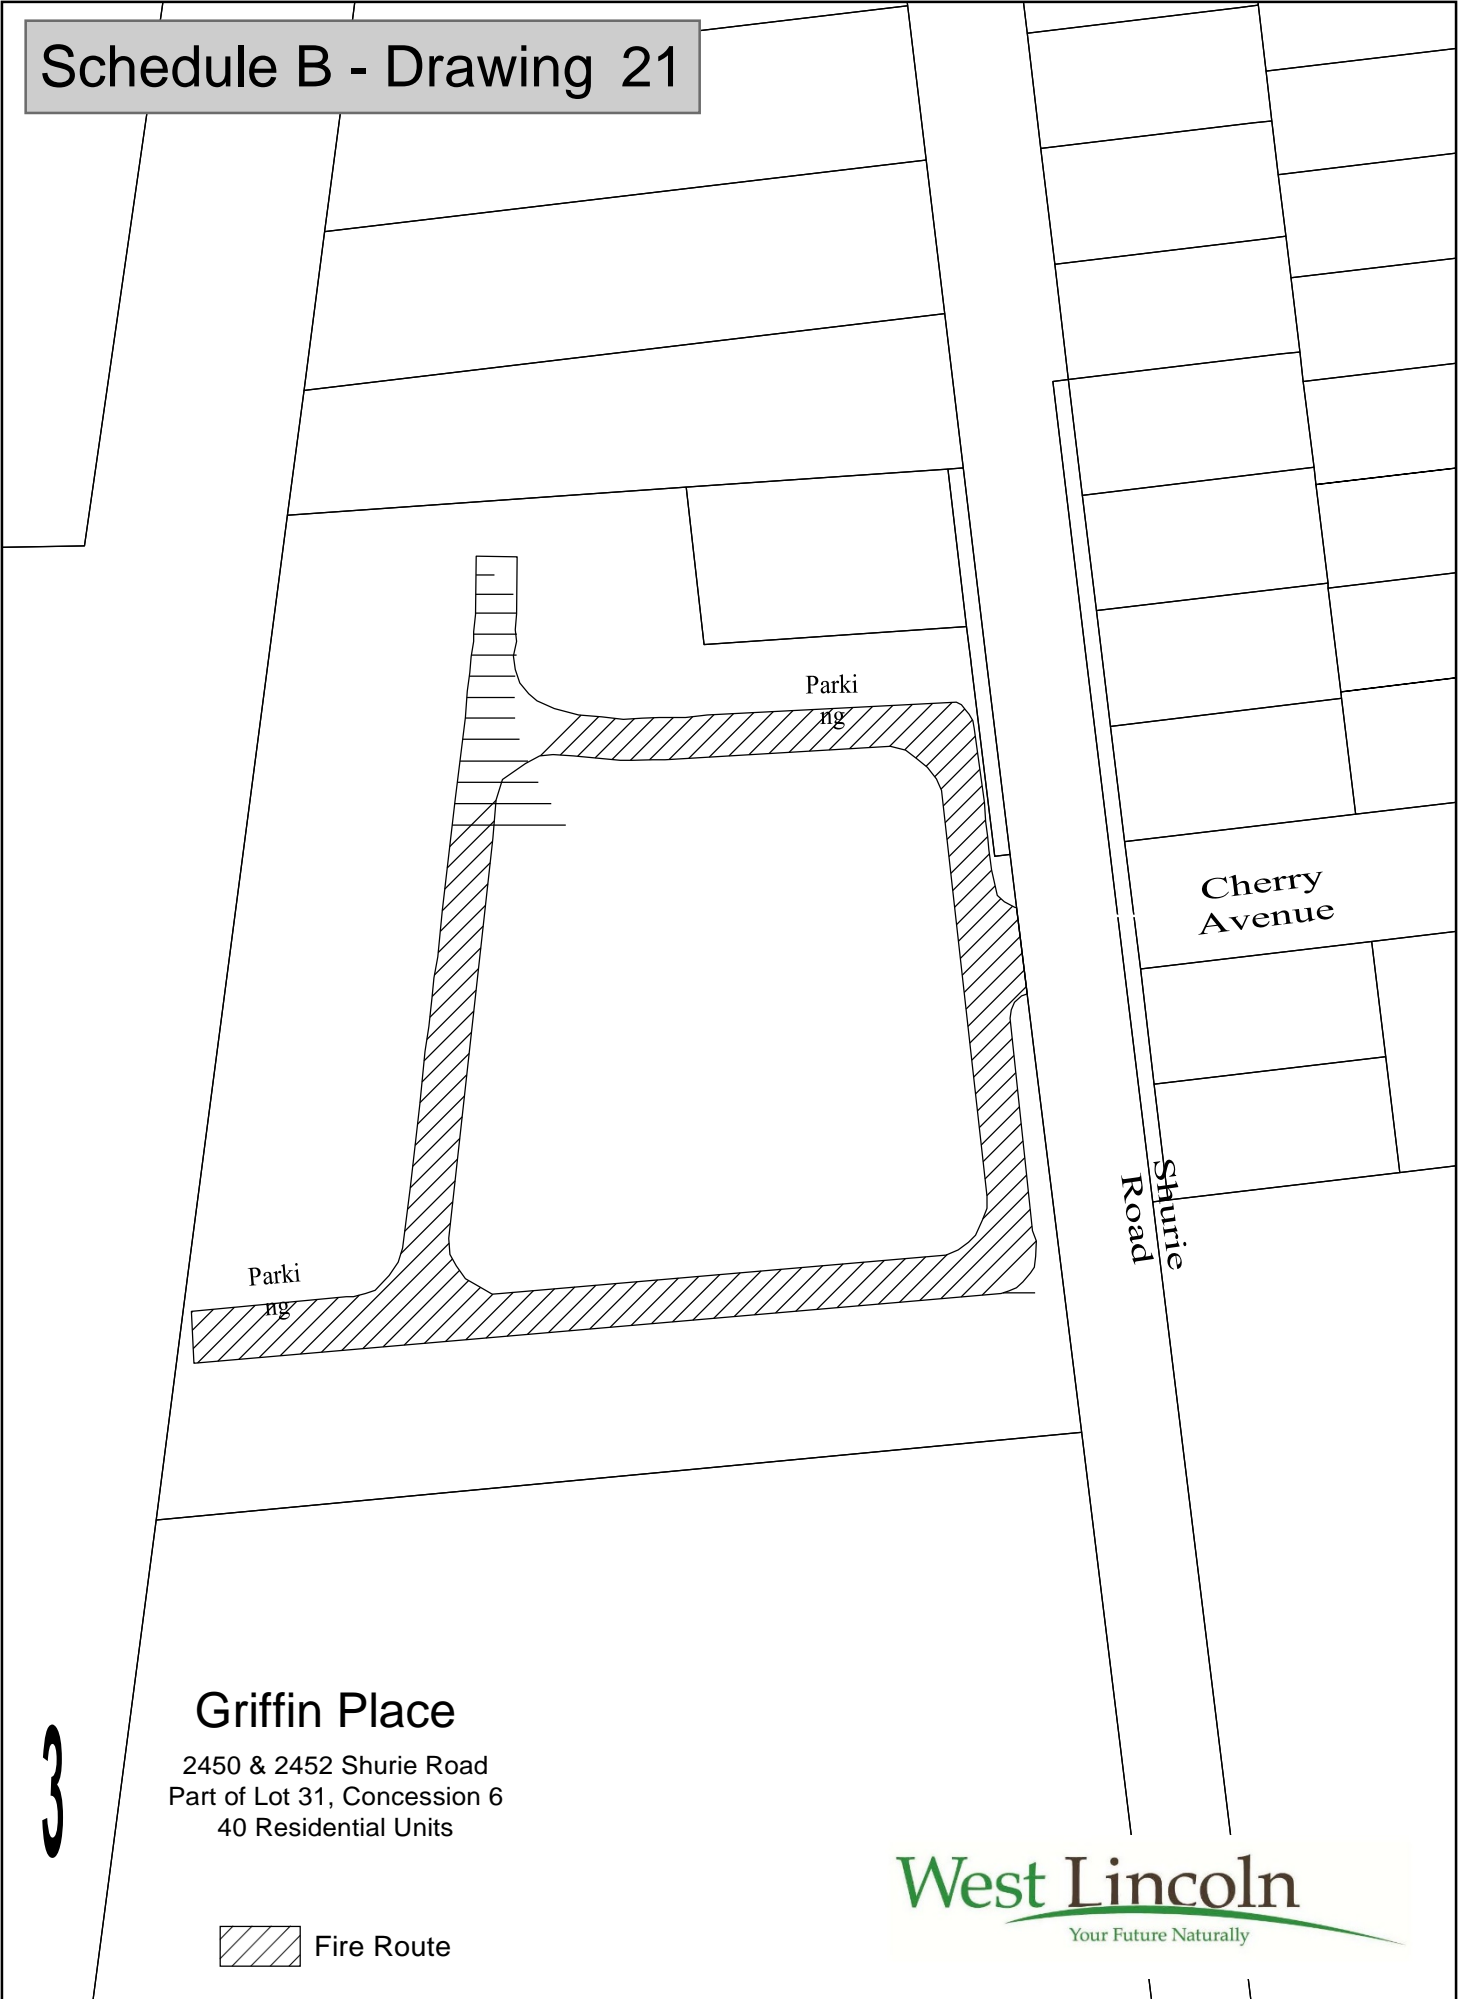 Schedule B - Drawing 21
Parki
ng
Cherry
Avenue
Shurie
Road
Parki
ng
Griffin Place
2450 & 2452 Shurie Road
Part of Lot 31, Concession 6
40 Residential Units
3
Fire Route
West Lincoln
Your Future Naturally